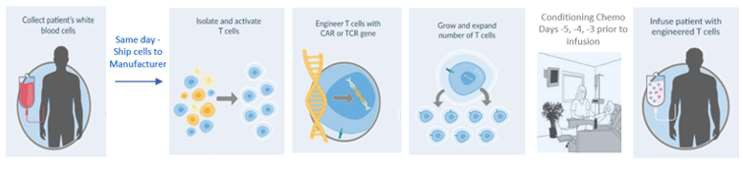 Collect patient's white
blood cells
Same day -
Ship cells to
Manufacturer
Isolate and activate
T cells
Engineer T cells with
CAR or TCR gene
Grow and expand
number of T cells
Conditioning Chemo
Days -5, -4, -3 prior to
infusion
Infuse patient with
engineered T cells